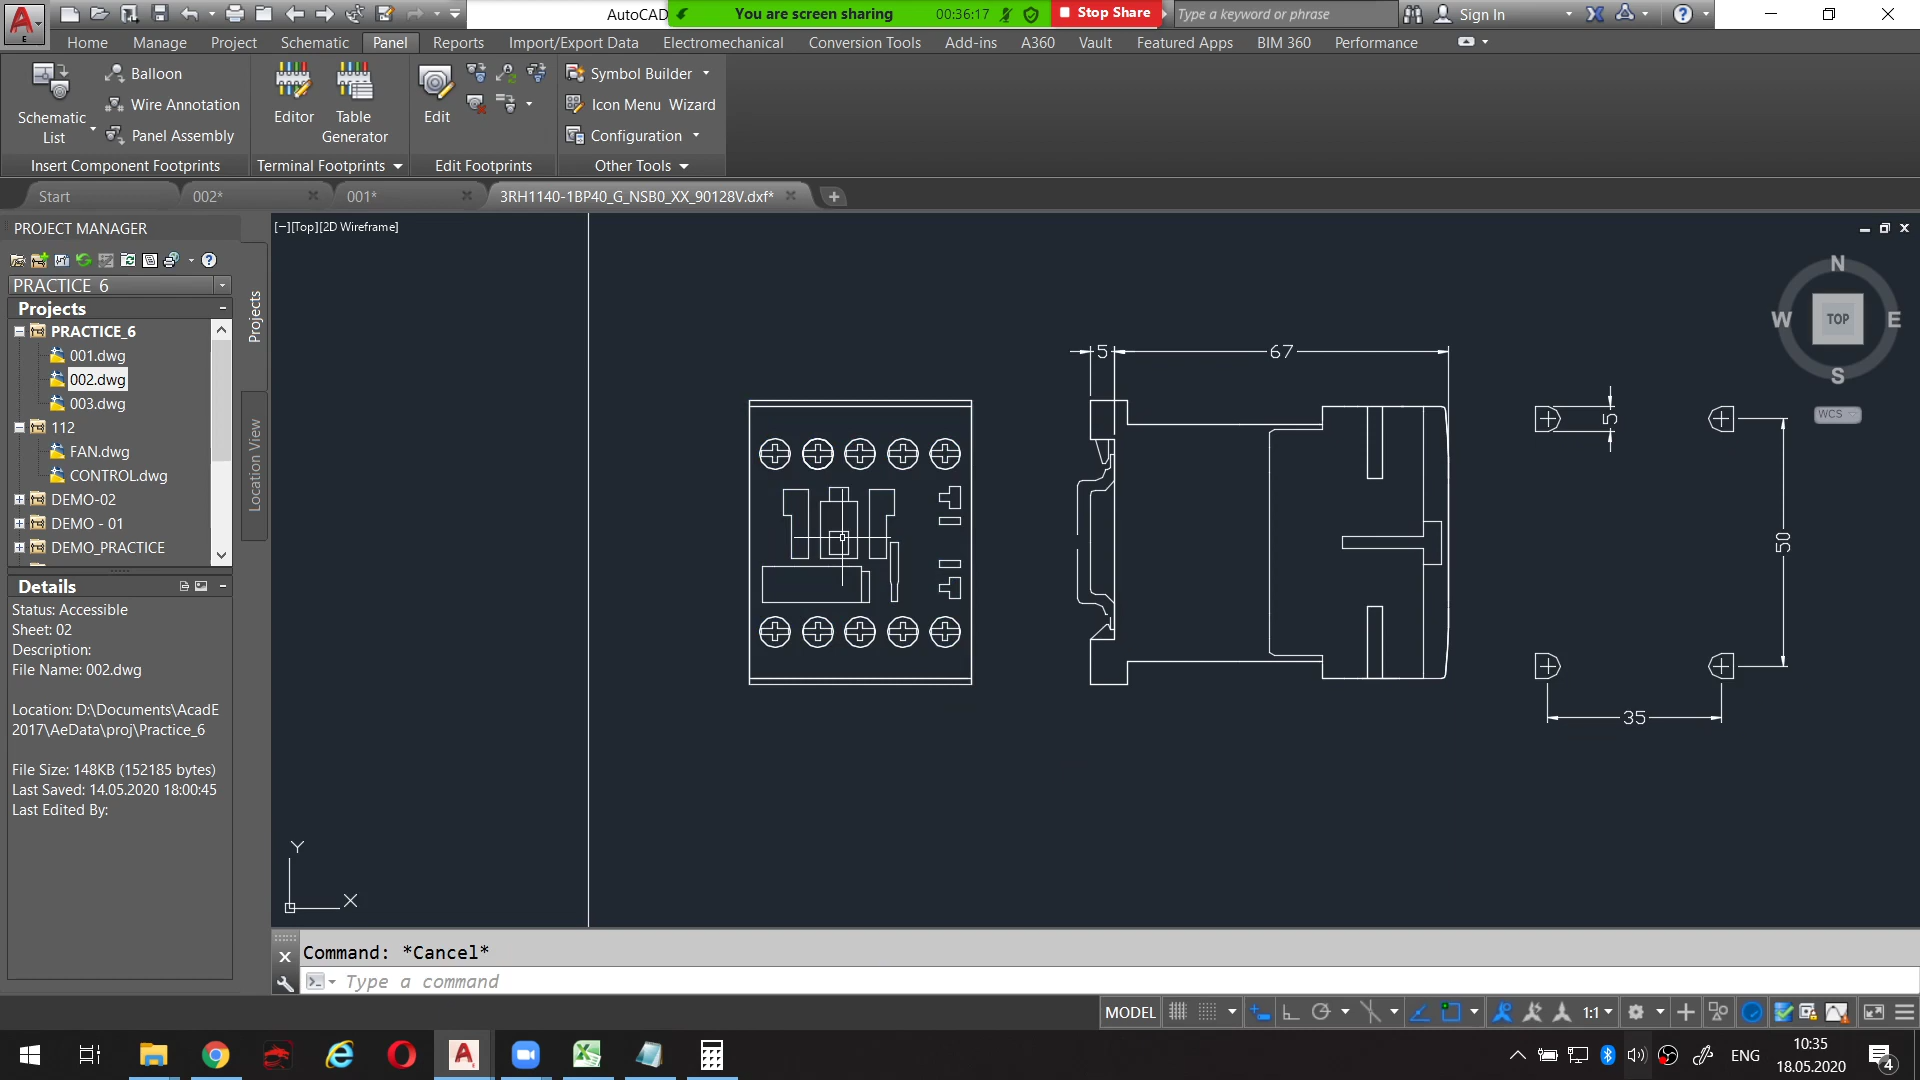 AutoCAD
You are screen sharing
00:36:17
Stop Share
Type a keyword or phrase
Sign In
Home
Manage
Project
Schematic
Panel
Reports
Import/Export Data
Electromechanical
Conversion Tools
Add-ins
A360
Vault
Featured Apps
BIM 360
Performance
Schematic
List
Balloon
Wire Annotation
Panel Assembly
Insert Component Footprints
Editor
Table
Generator
Terminal Footprints
Edit
Edit Footprints
Symbol Builder
Icon Menu Wizard
Configuration
Other Tools
Start
002*
001*
3RH1140-1BP40_G_NSB0_XX_90128V.dxf*
PROJECT MANAGER
PRACTICE_6
Projects
PRACTICE_6
001.dwg
002.dwg
003.dwg
112
FAN.dwg
CONTROL.dwg
DEMO-02
DEMO - 01
DEMO_PRACTICE
Projects
Location View
Details
Status: Accessible
Sheet: 02
Description:
File Name: 002.dwg
Location: D:\Documents\AcadE
2017\AeData\proj\Practice_6
File Size: 148KB (152185 bytes)
Last Saved: 14.05.2020 18:00:45
Last Edited By:
[−][Top][2D Wireframe]
5
67
5
50
35
N
W
TOP
E
S
WCS
Y
X
Command: *Cancel*
Type a command
MODEL
1:1
ENG
10:35
18.05.2020
4